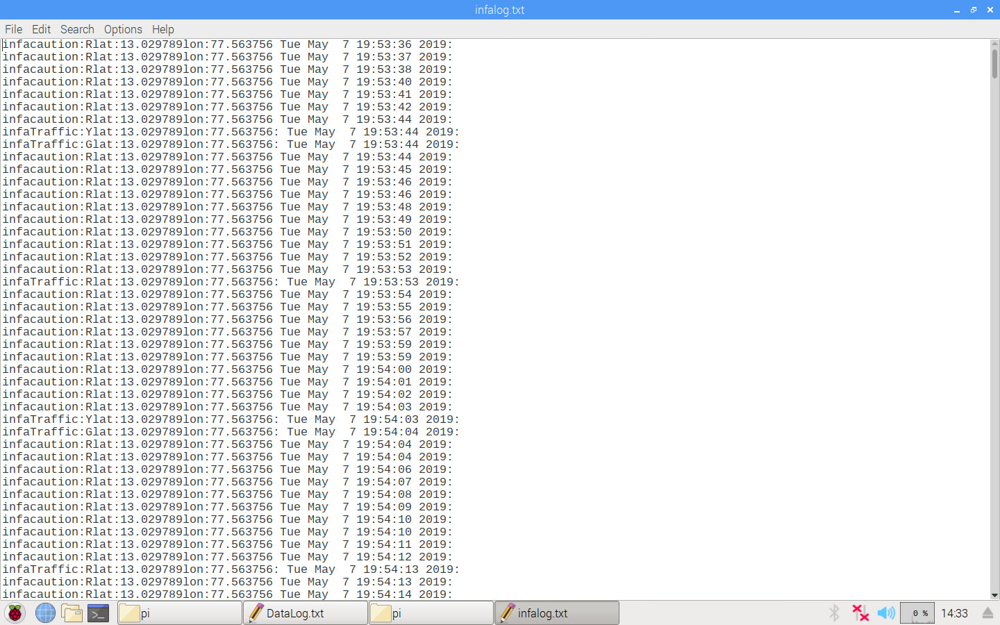 infalog.txt
File Edit Search Options Help
infacaution:Rlat:13.029789lon:77.563756 Tue May  7 19:53:36 2019:
infacaution:Rlat:13.029789lon:77.563756 Tue May  7 19:53:37 2019:
infacaution:Rlat:13.029789lon:77.563756 Tue May  7 19:53:38 2019:
infacaution:Rlat:13.029789lon:77.563756 Tue May  7 19:53:40 2019:
infacaution:Rlat:13.029789lon:77.563756 Tue May  7 19:53:41 2019:
infacaution:Rlat:13.029789lon:77.563756 Tue May  7 19:53:42 2019:
infacaution:Rlat:13.029789lon:77.563756 Tue May  7 19:53:44 2019:
infaTraffic:Ylat:13.029789lon:77.563756: Tue May  7 19:53:44 2019:
infaTraffic:Glat:13.029789lon:77.563756: Tue May  7 19:53:44 2019:
infacaution:Rlat:13.029789lon:77.563756 Tue May  7 19:53:44 2019:
infacaution:Rlat:13.029789lon:77.563756 Tue May  7 19:53:45 2019:
infacaution:Rlat:13.029789lon:77.563756 Tue May  7 19:53:46 2019:
infacaution:Rlat:13.029789lon:77.563756 Tue May  7 19:53:46 2019:
infacaution:Rlat:13.029789lon:77.563756 Tue May  7 19:53:48 2019:
infacaution:Rlat:13.029789lon:77.563756 Tue May  7 19:53:49 2019:
infacaution:Rlat:13.029789lon:77.563756 Tue May  7 19:53:50 2019:
infacaution:Rlat:13.029789lon:77.563756 Tue May  7 19:53:51 2019:
infacaution:Rlat:13.029789lon:77.563756 Tue May  7 19:53:52 2019:
infacaution:Rlat:13.029789lon:77.563756 Tue May  7 19:53:53 2019:
infaTraffic:Rlat:13.029789lon:77.563756: Tue May  7 19:53:53 2019:
infacaution:Rlat:13.029789lon:77.563756 Tue May  7 19:53:54 2019:
infacaution:Rlat:13.029789lon:77.563756 Tue May  7 19:53:55 2019:
infacaution:Rlat:13.029789lon:77.563756 Tue May  7 19:53:56 2019:
infacaution:Rlat:13.029789lon:77.563756 Tue May  7 19:53:57 2019:
infacaution:Rlat:13.029789lon:77.563756 Tue May  7 19:53:59 2019:
infacaution:Rlat:13.029789lon:77.563756 Tue May  7 19:53:59 2019:
infacaution:Rlat:13.029789lon:77.563756 Tue May  7 19:54:00 2019:
infacaution:Rlat:13.029789lon:77.563756 Tue May  7 19:54:01 2019:
infacaution:Rlat:13.029789lon:77.563756 Tue May  7 19:54:02 2019:
infacaution:Rlat:13.029789lon:77.563756 Tue May  7 19:54:03 2019:
infaTraffic:Ylat:13.029789lon:77.563756: Tue May  7 19:54:03 2019:
infaTraffic:Glat:13.029789lon:77.563756: Tue May  7 19:54:04 2019:
infacaution:Rlat:13.029789lon:77.563756 Tue May  7 19:54:04 2019:
infacaution:Rlat:13.029789lon:77.563756 Tue May  7 19:54:04 2019:
infacaution:Rlat:13.029789lon:77.563756 Tue May  7 19:54:06 2019:
infacaution:Rlat:13.029789lon:77.563756 Tue May  7 19:54:07 2019:
infacaution:Rlat:13.029789lon:77.563756 Tue May  7 19:54:08 2019:
infacaution:Rlat:13.029789lon:77.563756 Tue May  7 19:54:09 2019:
infacaution:Rlat:13.029789lon:77.563756 Tue May  7 19:54:10 2019:
infacaution:Rlat:13.029789lon:77.563756 Tue May  7 19:54:10 2019:
infacaution:Rlat:13.029789lon:77.563756 Tue May  7 19:54:11 2019:
infacaution:Rlat:13.029789lon:77.563756 Tue May  7 19:54:12 2019:
infaTraffic:Rlat:13.029789lon:77.563756: Tue May  7 19:54:13 2019:
infacaution:Rlat:13.029789lon:77.563756 Tue May  7 19:54:13 2019:
infacaution:Rlat:13.029789lon:77.563756 Tue May  7 19:54:14 2019:
pi DataLog.txt pi infalog.txt 0 % 14:33